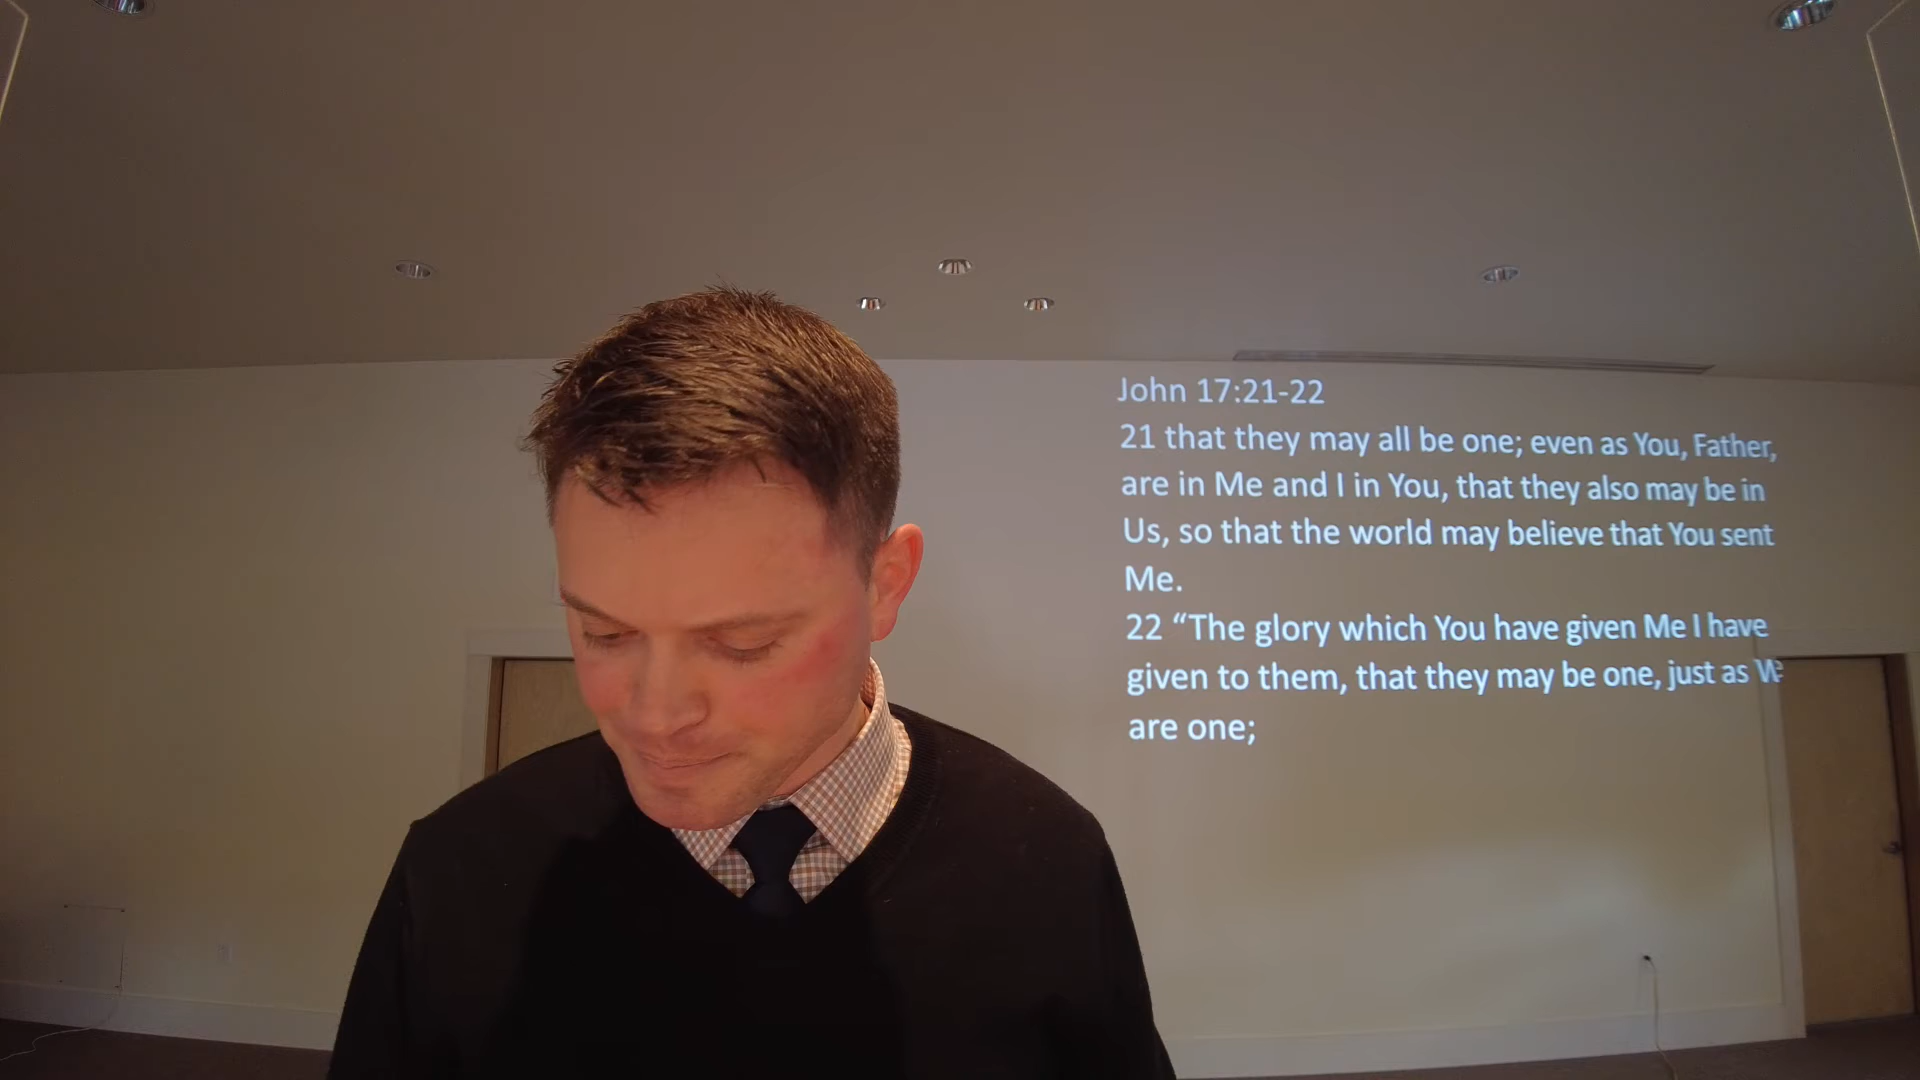 John 17:21-22
21 that they may all be one; even as You, Father,
are in Me and I in You, that they also may be in
Us, so that the world may believe that You sent
Me.
22 “The glory which You have given Me I have
given to them, that they may be one, just as We
are one;